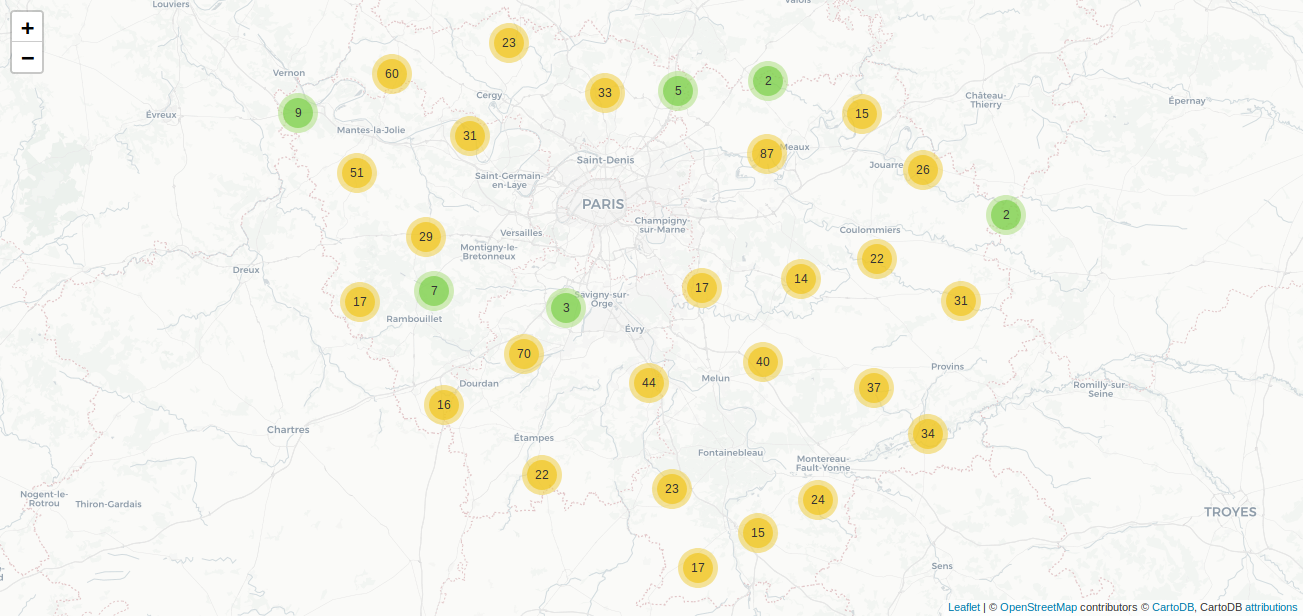 Louviers
Valois
+
−
23
Vernon
60
Cergy
33
5
2
Château-
Thierry
Épernay
Évreux
9
Mantes-la-Jolie
31
15
Saint-Denis
87
Meaux
Jouarre
26
51
Saint-Germain-
en-Laye
PARIS
Champigny-
sur-Marne
2
Versailles
29
Montigny-le-
Bretonneux
Coulommiers
22
Dreux
14
17
7
17
Rambouillet
3
Savigny-sur-
Orge
31
Évry
70
40
Provins
Dourdan
44
Melun
37
Romilly-sur-
Seine
16
Chartres
Étampes
34
Fontainebleau
Montereau-
Fault-Yonne
22
23
24
Nogent-le-
Rotrou
Thiron-Gardais
TROYES
15
17
Sens
Leaflet | © OpenStreetMap contributors © CartoDB, CartoDB attributions